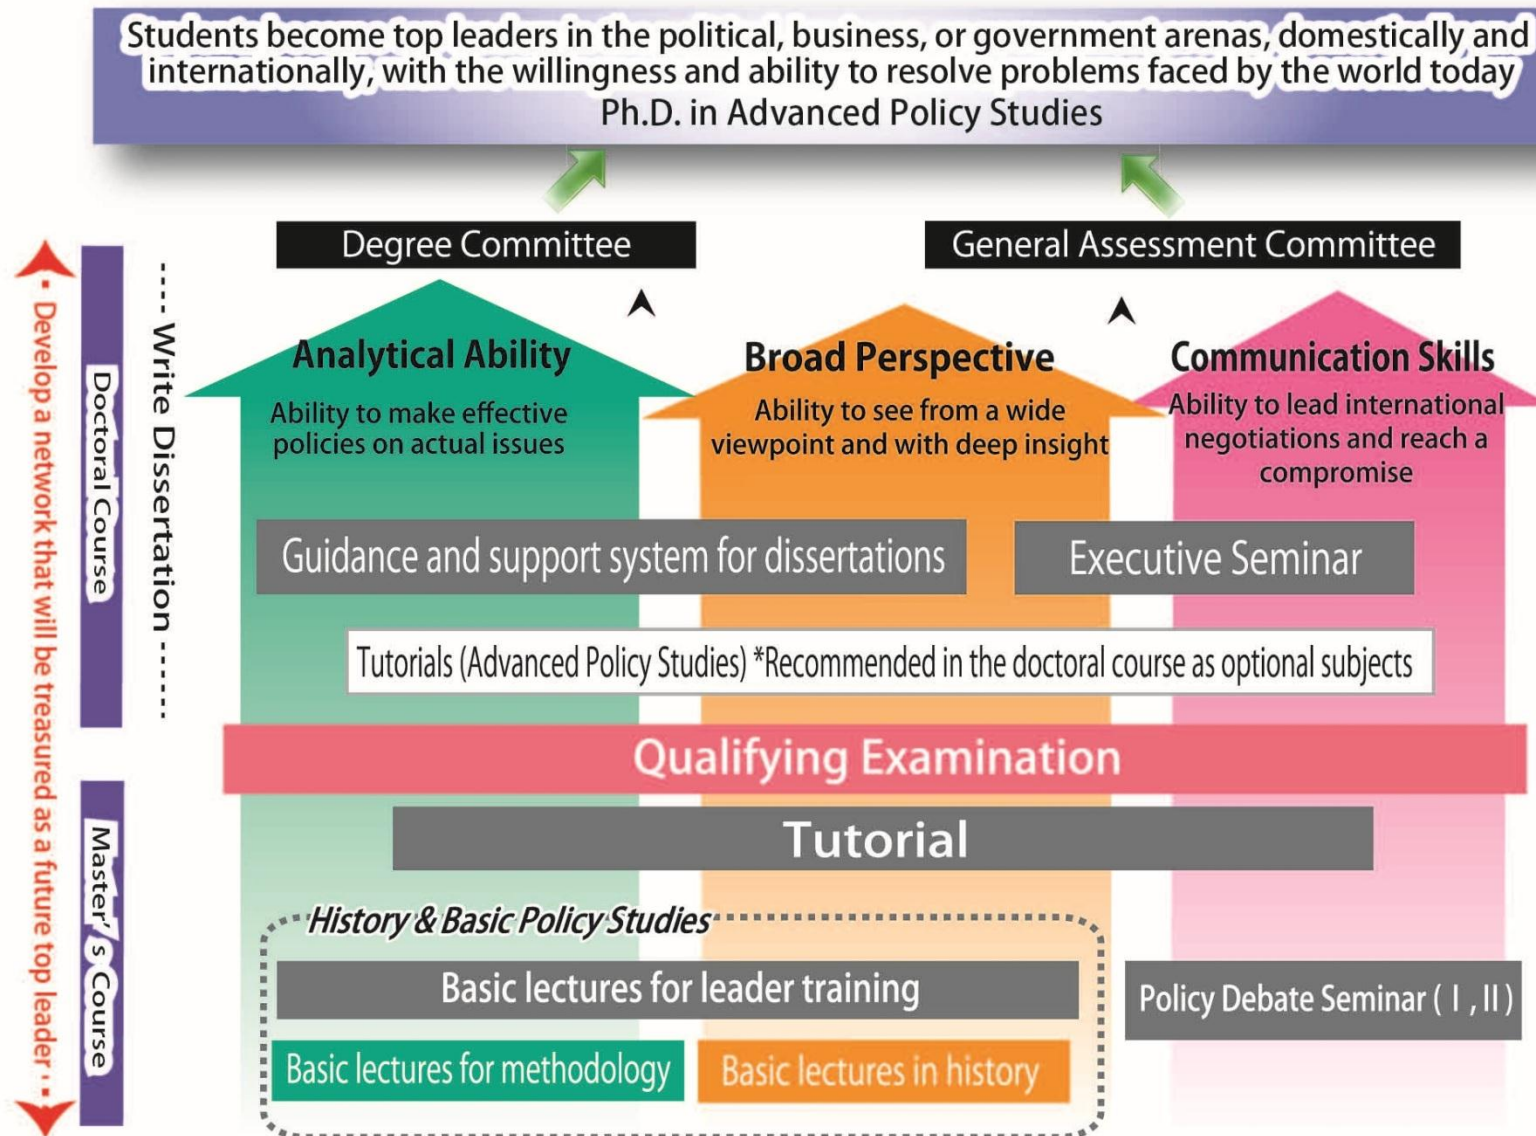 Students become top leaders in the political, business, or government arenas, domestically and
internationally, with the willingness and ability to resolve problems faced by the world today
Ph.D. in Advanced Policy Studies
Degree Committee
General Assessment Committee
Develop a network that will be treasured as a future top leader
Doctoral Course
---- Write Dissertation ------
Analytical Ability
Ability to make effective
policies on actual issues
Broad Perspective
Ability to see from a wide
viewpoint and with deep insight
Communication Skills
Ability to lead international
negotiations and reach a
compromise
Guidance and support system for dissertations
Executive Seminar
Tutorials (Advanced Policy Studies) *Recommended in the doctoral course as optional subjects
Qualifying Examination
Master's Course
Tutorial
History & Basic Policy Studies
Basic lectures for leader training
Policy Debate Seminar ( I , II )
Basic lectures for methodology
Basic lectures in history